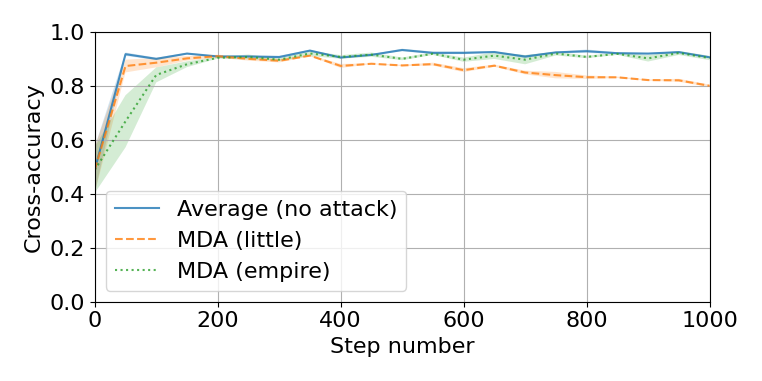 1.0
0.8
0.6
0.4
0.2
0.0
Cross-accuracy
Average (no attack)
MDA (little)
MDA (empire)
0 200 400 600 800 1000
Step number